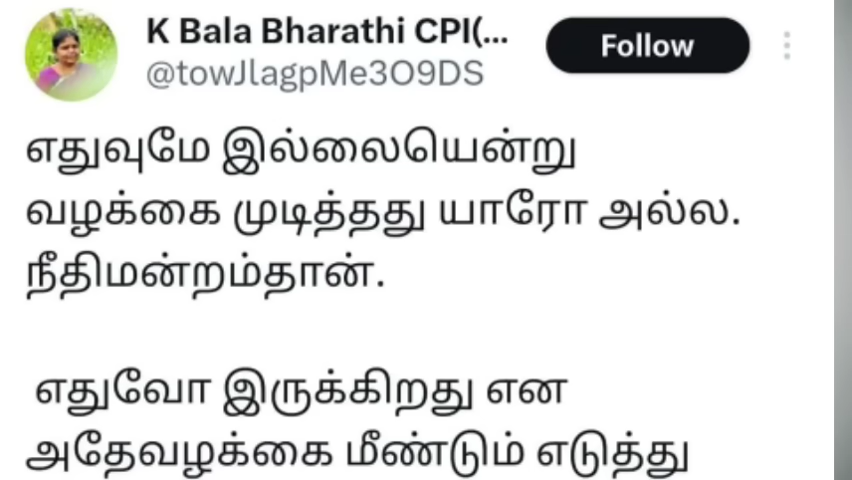 K Bala Bharathi CPI(...
Follow
@towJlagpMe3O9DS
எதுவுமே இல்லையென்று
வழக்கை முடித்தது யாரோ அல்ல.
நீதிமன்றம்தான்.
எதுவோ இருக்கிறது என
அதேவழக்கை மீண்டும் எடுத்து